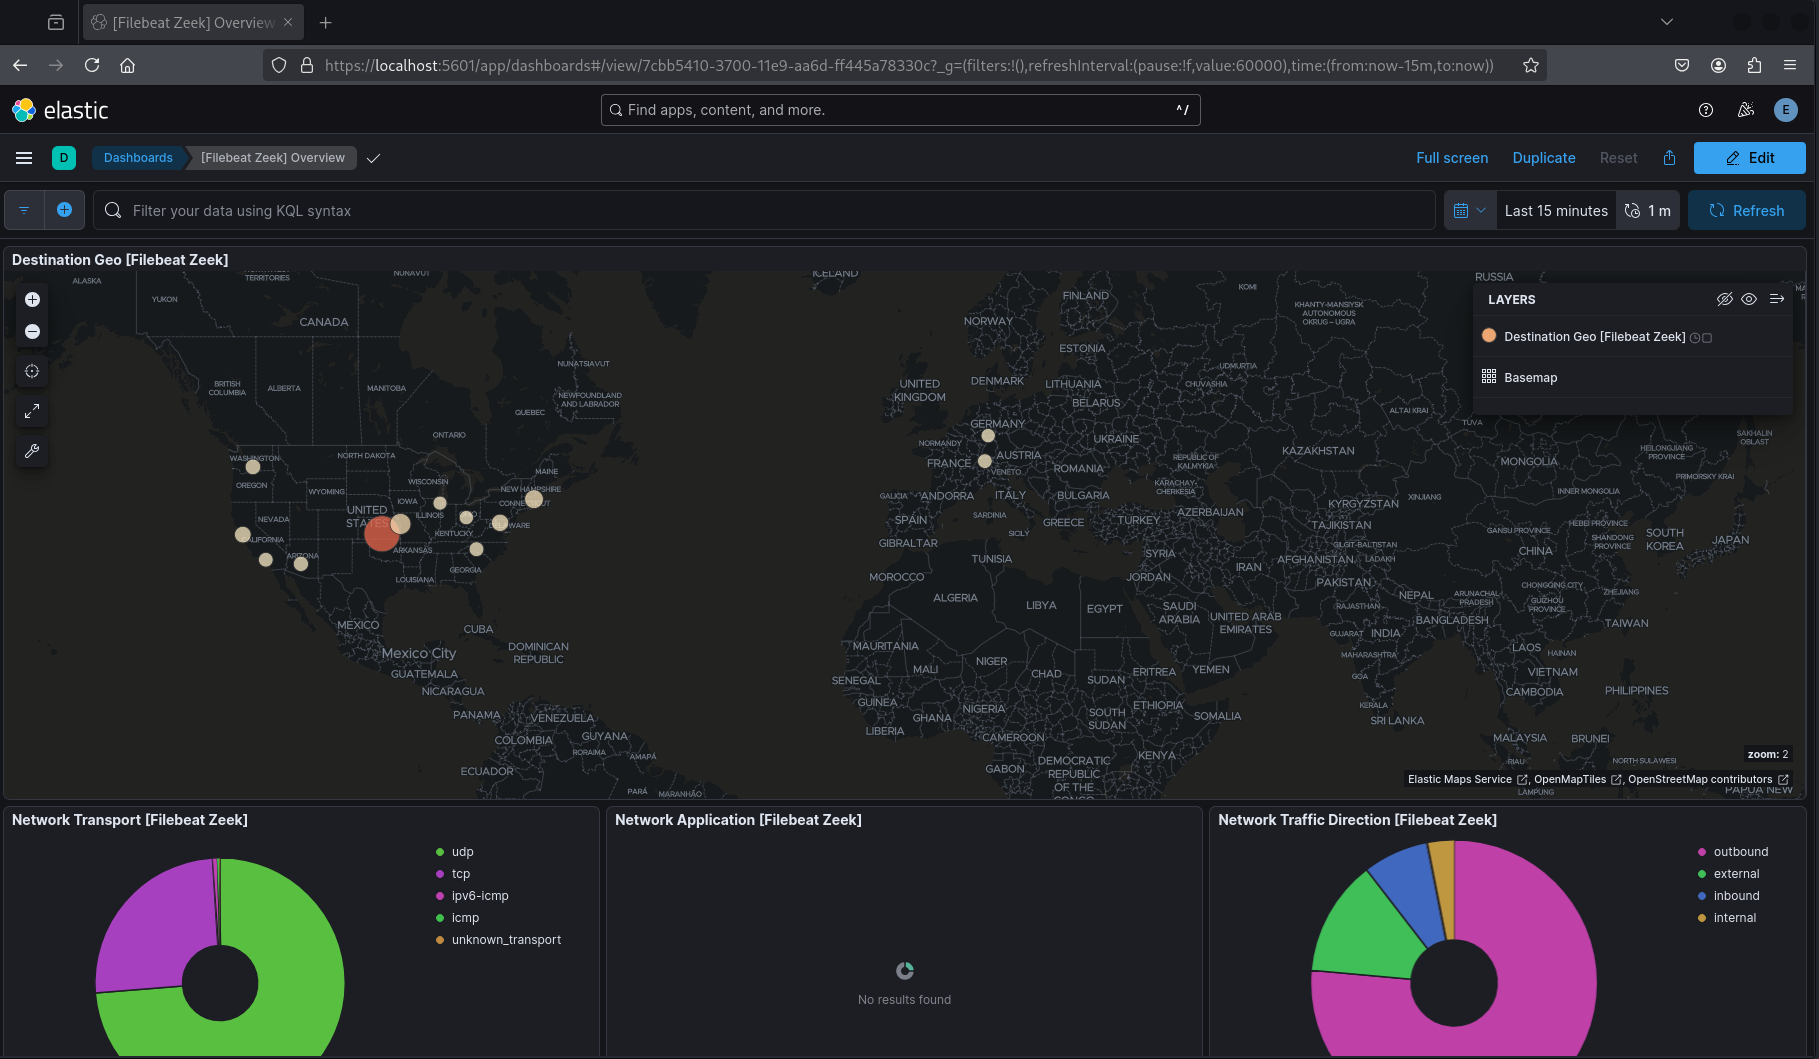 [Filebeat Zeek] Overview
https://localhost:5601/app/dashboards#/view/7cbb5410-3700-11e9-aa6d-ff445a78330c?_g=(filters:!(),refreshInterval:(pause:!f,value:60000),time:(from:now-15m,to:now))
elastic
Find apps, content, and more.
^/
E
D
Dashboards
[Filebeat Zeek] Overview
Full screen
Duplicate
Reset
Edit
Filter your data using KQL syntax
Last 15 minutes
1 m
Refresh
Destination Geo [Filebeat Zeek]
ALASKA
TERRITORIES
NUNAVUT
ICELAND
RUSSIA
YUKON
CANADA
NORWAY
FINLAND
KOMI
KHANTY-MANSIYSK
AUTONOMOUS
OKRUG - UGRA
LAYERS
Destination Geo [Filebeat Zeek]
Basemap
ESTONIA
NUNATSIAVUT
UDMURTIA
BRITISH
COLUMBIA
ALBERTA
MANITOBA
UNITED
KINGDOM
DENMARK
LITHUANIA
CHUVASHIA
NEWFOUNDLAND
AND LABRADOR
QUEBEC
BELARUS
ALTAI KRAI
TUVA
ONTARIO
GERMANY
NORMANDY
UKRAINE
SAKHALIN
OBLAST
WASHINGTON
NORTH DAKOTA
FRANCE
AUSTRIA
VENETO
ROMANIA
REPUBLIC OF
KALMYKIA
KAZAKHSTAN
MONGOLIA
HEILONGJIANG
PROVINCE
MAINE
PRIMORSKY KRAI
OREGON
WYOMING
WISCONSIN
IOWA
NEW HAMPSHIRE
GALICIA
ANDORRA
ITALY
BULGARIA
KARACHAY-
CHERKESIA
XINJIANG
INNER MONGOLIA
NEVADA
UNITED
STATES
ILLINOIS
SPAIN
SARDINIA
GREECE
TURKEY
AZERBAIJAN
KYRGYZSTAN
TAJIKISTAN
HEBEI PROVINCE
GANSU PROVINCE
CALIFORNIA
KENTUCKY
SICILY
SOUTH
KOREA
JAPAN
SHANDONG
PROVINCE
ARIZONA
ARKANSAS
GIBRALTAR
TUNISIA
SYRIA
GILGIT-BALTISTAN
LADAKH
AFGHANISTAN
CHINA
GEORGIA
LOUISIANA
MOROCCO
JORDAN
IRAN
PAKISTAN
CHONGQING CITY
ALGERIA
LIBYA
EGYPT
SAUDI
ARABIA
UNITED ARAB
EMIRATES
RAJASTHAN
NEPAL
ARUNACHAL
PRADESH
GUIZHOU
PROVINCE
ZHEJIANG
MEXICO
CUBA
GUJARAT
INDIA
BANGLADESH
TAIWAN
Mexico City
DOMINICAN
REPUBLIC
MAURITANIA
MAHARASHTRA
LAOS
HAINAN
GUATEMALA
MALI
NIGER
CHAD
SUDAN
ERITREA
YEMEN
GOA
VIETNAM
NICARAGUA
SENEGAL
CAMBODIA
PHILIPPINES
GUINEA
NIGERIA
ETHIOPIA
KERALA
PANAMA
VENEZUELA
GHANA
SOUTH
SUDAN
SOMALIA
SRI LANKA
COLOMBIA
GUYANA
LIBERIA
CAMEROON
MALAYSIA
BRUNEI
RORAIMA
AMAPÁ
KENYA
zoom: 2
ECUADOR
GABON
DEMOCRATIC
REPUBLIC
OF THE
CONGO
RIAU
NORTH SULAWESI
Elastic Maps Service , OpenMapTiles , OpenStreetMap contributors
PARÁ
MARANHÃO
LAMPUNG
PAPUA NEW
Network Transport [Filebeat Zeek]
udp
tcp
ipv6-icmp
icmp
unknown_transport
Network Application [Filebeat Zeek]
No results found
Network Traffic Direction [Filebeat Zeek]
outbound
external
inbound
internal